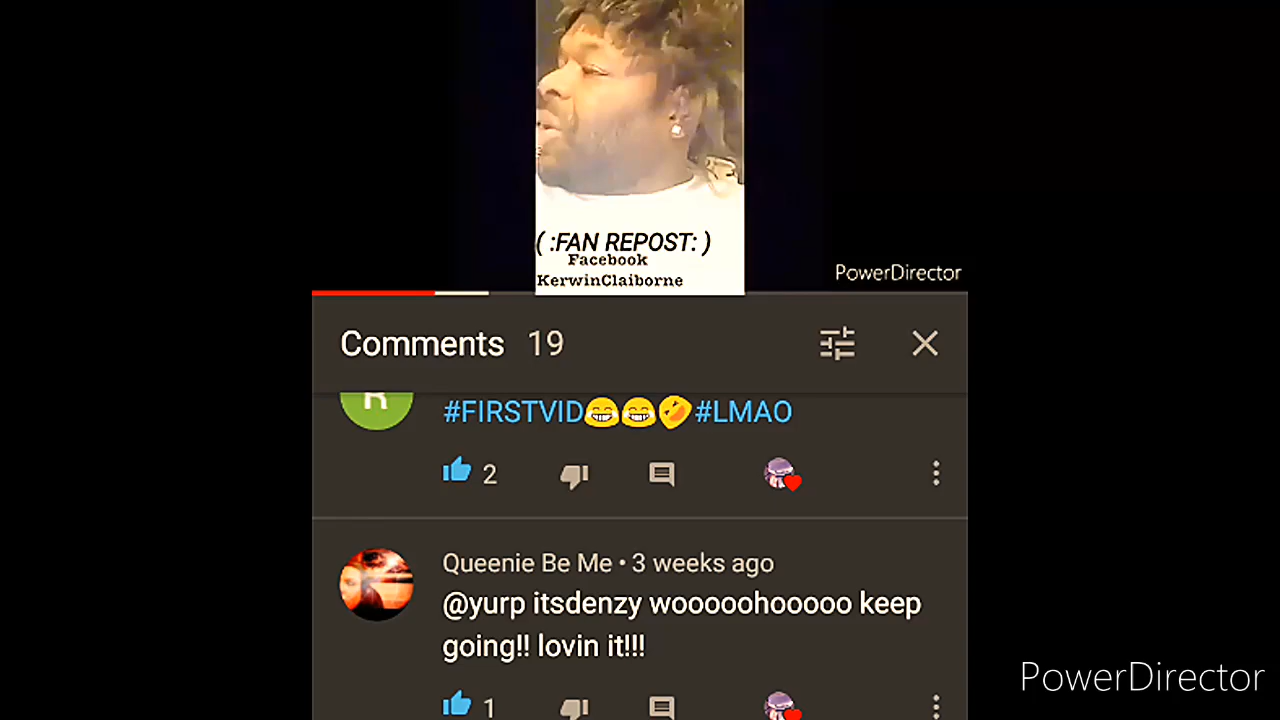 ( :FAN REPOST: )
Facebook
KerwinClaiborne
PowerDirector
Comments 19
#FIRSTVID😂😂🤣#LMAO
2
Queenie Be Me • 3 weeks ago
@yurp itsdenzy wooooohooooo keep
going!! lovin it!!!
1
PowerDirector